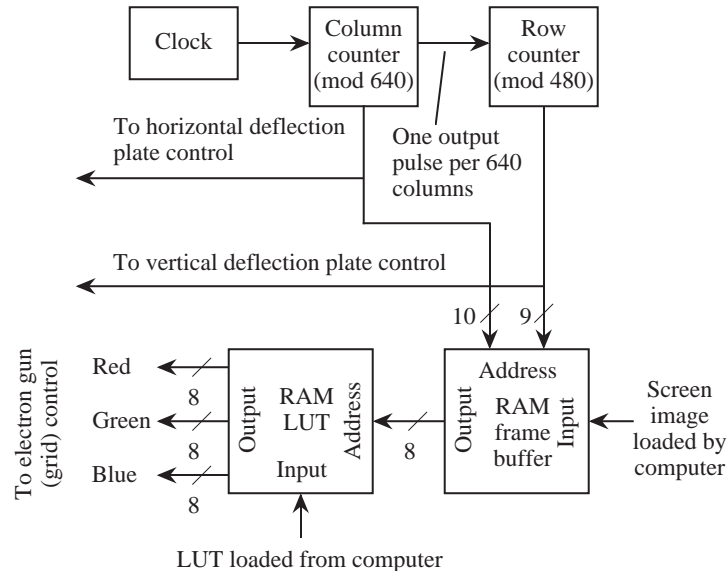 Clock
Column
counter
(mod 640)
Row
counter
(mod 480)
To horizontal deflection
plate control
One output
pulse per 640
columns
To vertical deflection plate control
10
9
To electron gun
(grid) control
Red
8
Green
8
Blue
8
Output
RAM
LUT
Address
Input
8
Output
Address
RAM
frame
buffer
Input
Screen
image
loaded by
computer
LUT loaded from computer